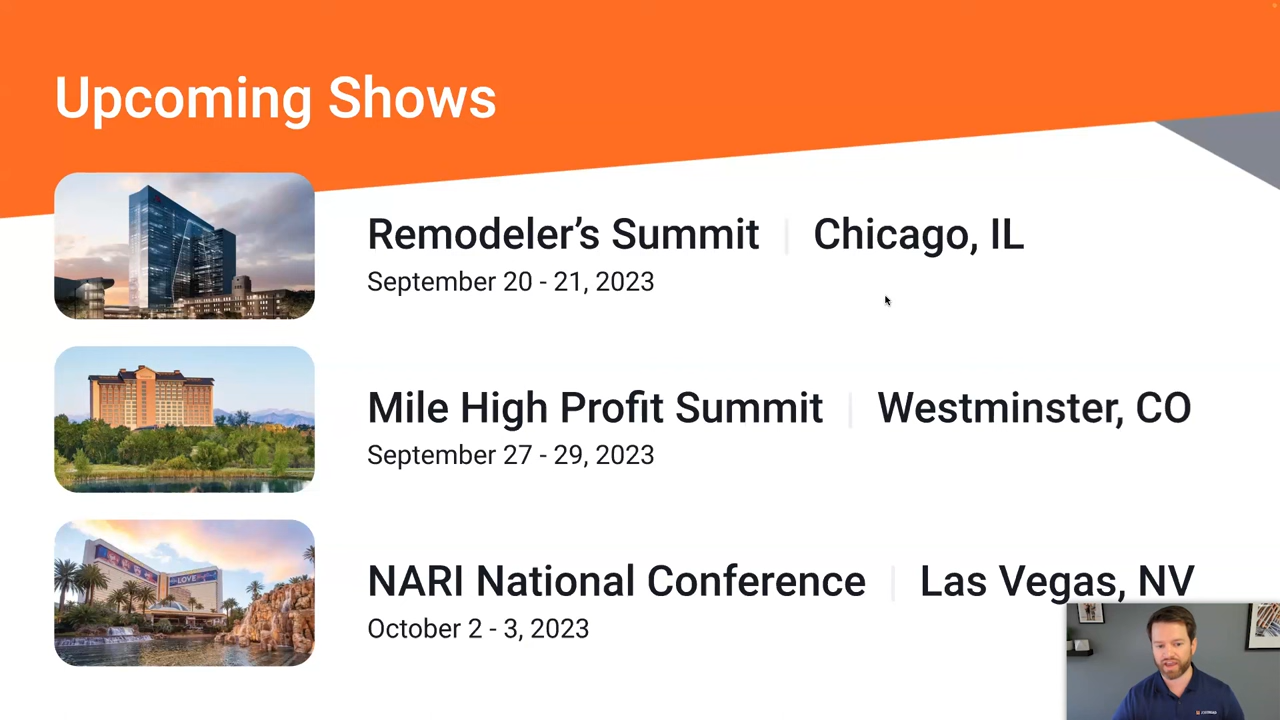 Upcoming Shows
Remodeler’s Summit | Chicago, IL
September 20 - 21, 2023
Mile High Profit Summit | Westminster, CO
September 27 - 29, 2023
LOVE
NARI National Conference | Las Vegas, NV
October 2 - 3, 2023